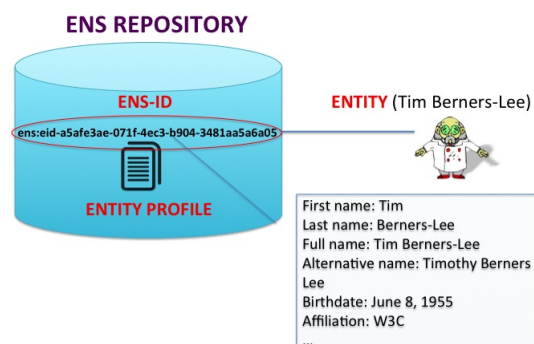 ENS REPOSITORY
ENS-ID
ENTITY (Tim Berners-Lee)
ens:eid-a5afe3ae-071f-4ec3-b904-3481aa5a6a05
ENTITY PROFILE
First name: Tim
Last name: Berners-Lee
Full name: Tim Berners-Lee
Alternative name: Timothy Berners
Lee
Birthdate: June 8, 1955
Affiliation: W3C
...